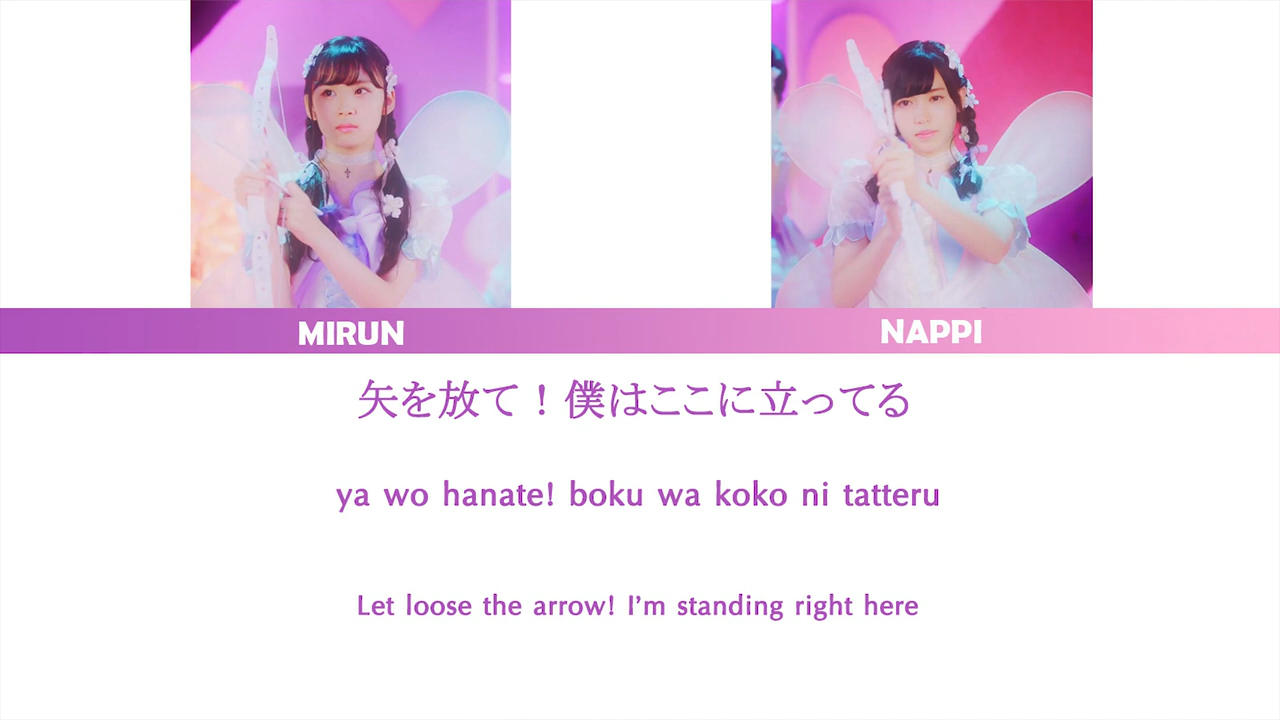 MIRUN
NAPPI
矢を放て！僕はここに立ってる
ya wo hanate! boku wa koko ni tatteru
Let loose the arrow! I’m standing right here